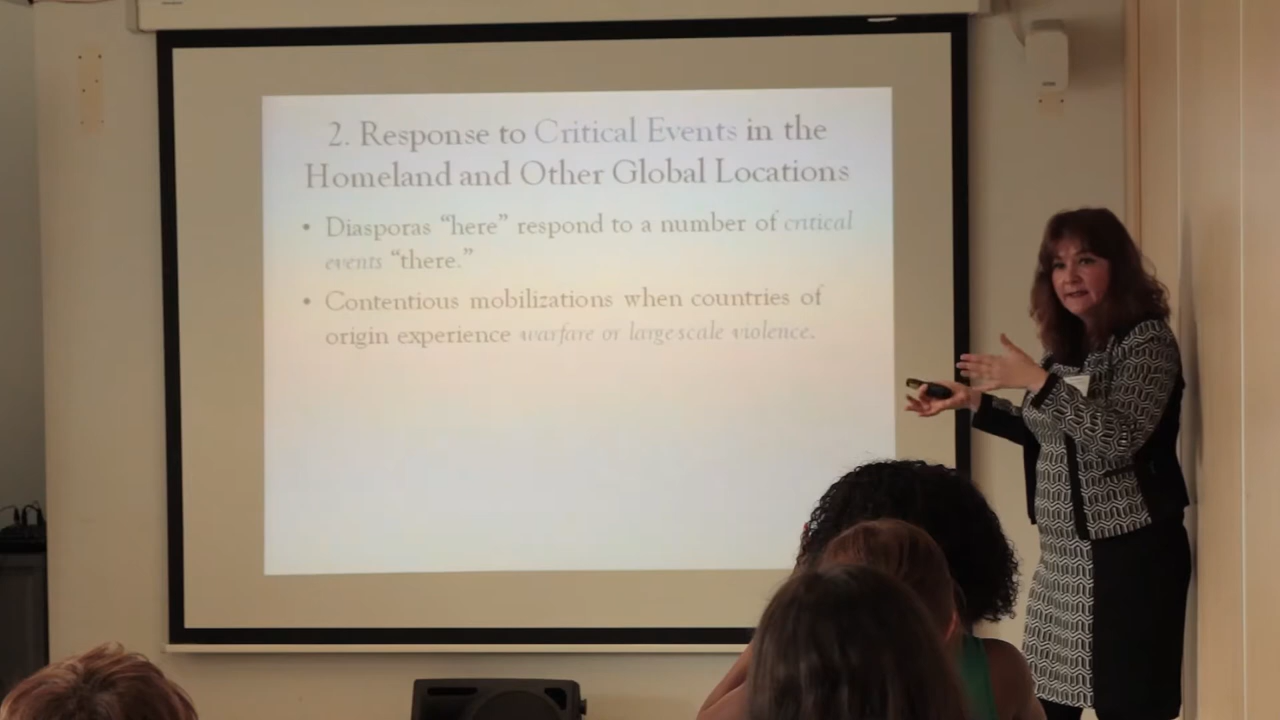 2. Response to Critical Events in the
Homeland and Other Global Locations
• Diasporas “here” respond to a number of critical
events “there.”
• Contentious mobilizations when countries of
origin experience warfare or large scale violence.